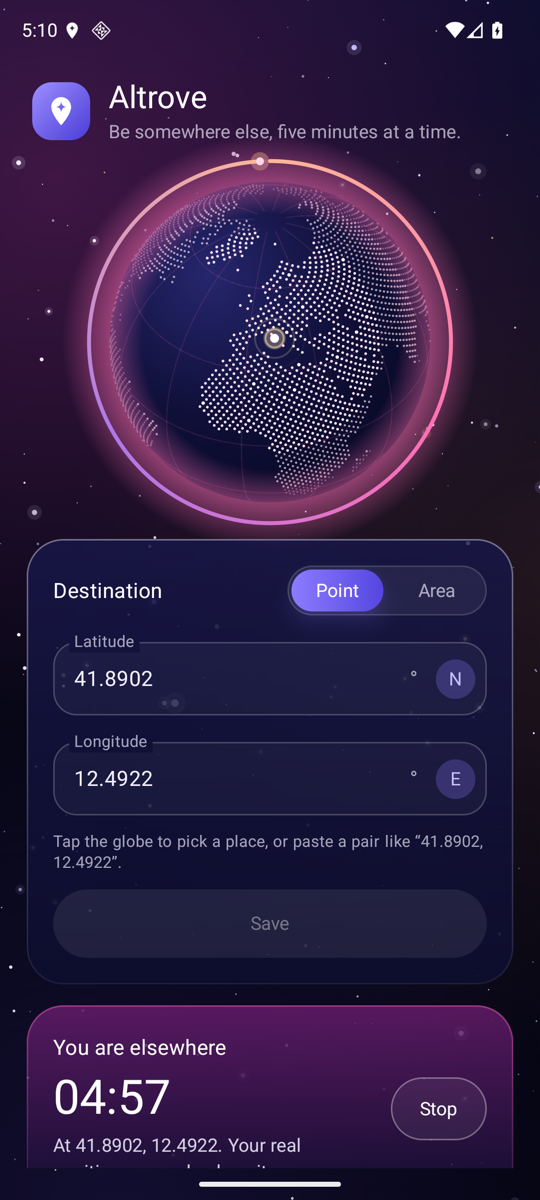 5:10
Altrove
Be somewhere else, five minutes at a time.
Destination
Point
Area
Latitude
41.8902
°
N
Longitude
12.4922
°
E
Tap the globe to pick a place, or paste a pair like “41.8902,
12.4922”.
Save
You are elsewhere
04:57
Stop
At 41.8902, 12.4922. Your real